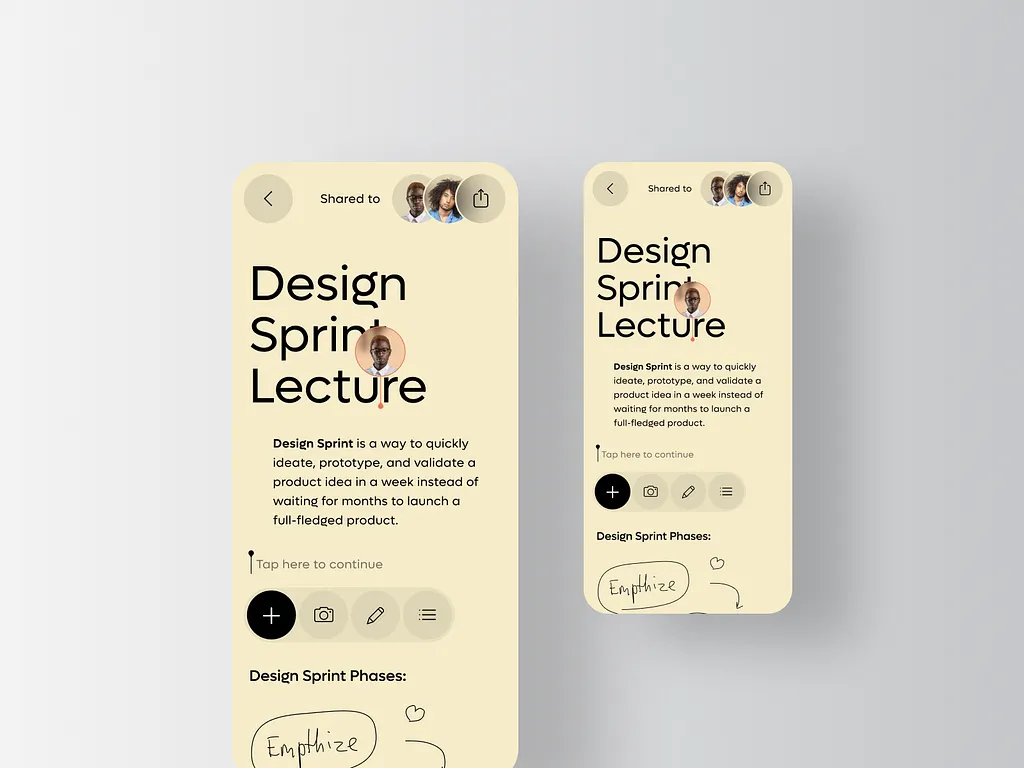 Shared to
Design
Sprint
Lecture
Design Sprint is a way to quickly
ideate, prototype, and validate a
product idea in a week instead of
waiting for months to launch a
full-fledged product.
Tap here to continue
Design Sprint Phases:
Empthize
Shared to
Design
Sprint
Lecture
Design Sprint is a way to quickly
ideate, prototype, and validate a
product idea in a week instead of
waiting for months to launch a
full-fledged product.
Tap here to continue
Design Sprint Phases:
Empthize